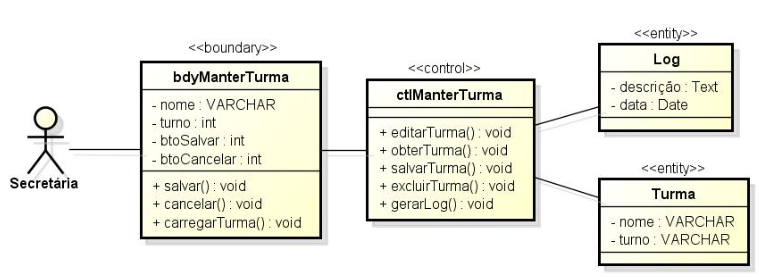 Secretária
<<boundary>>
bdyManterTurma
- nome : VARCHAR
- turno : int
- btoSalvar : int
- btoCancelar : int
+ salvar() : void
+ cancelar() : void
+ carregarTurma() : void
<<control>>
ctlManterTurma
+ editarTurma() : void
+ obterTurma() : void
+ salvarTurma() : void
+ excluirTurma() : void
+ gerarLog() : void
<<entity>>
Log
- descrição : Text
- data : Date
<<entity>>
Turma
- nome : VARCHAR
- turno : VARCHAR